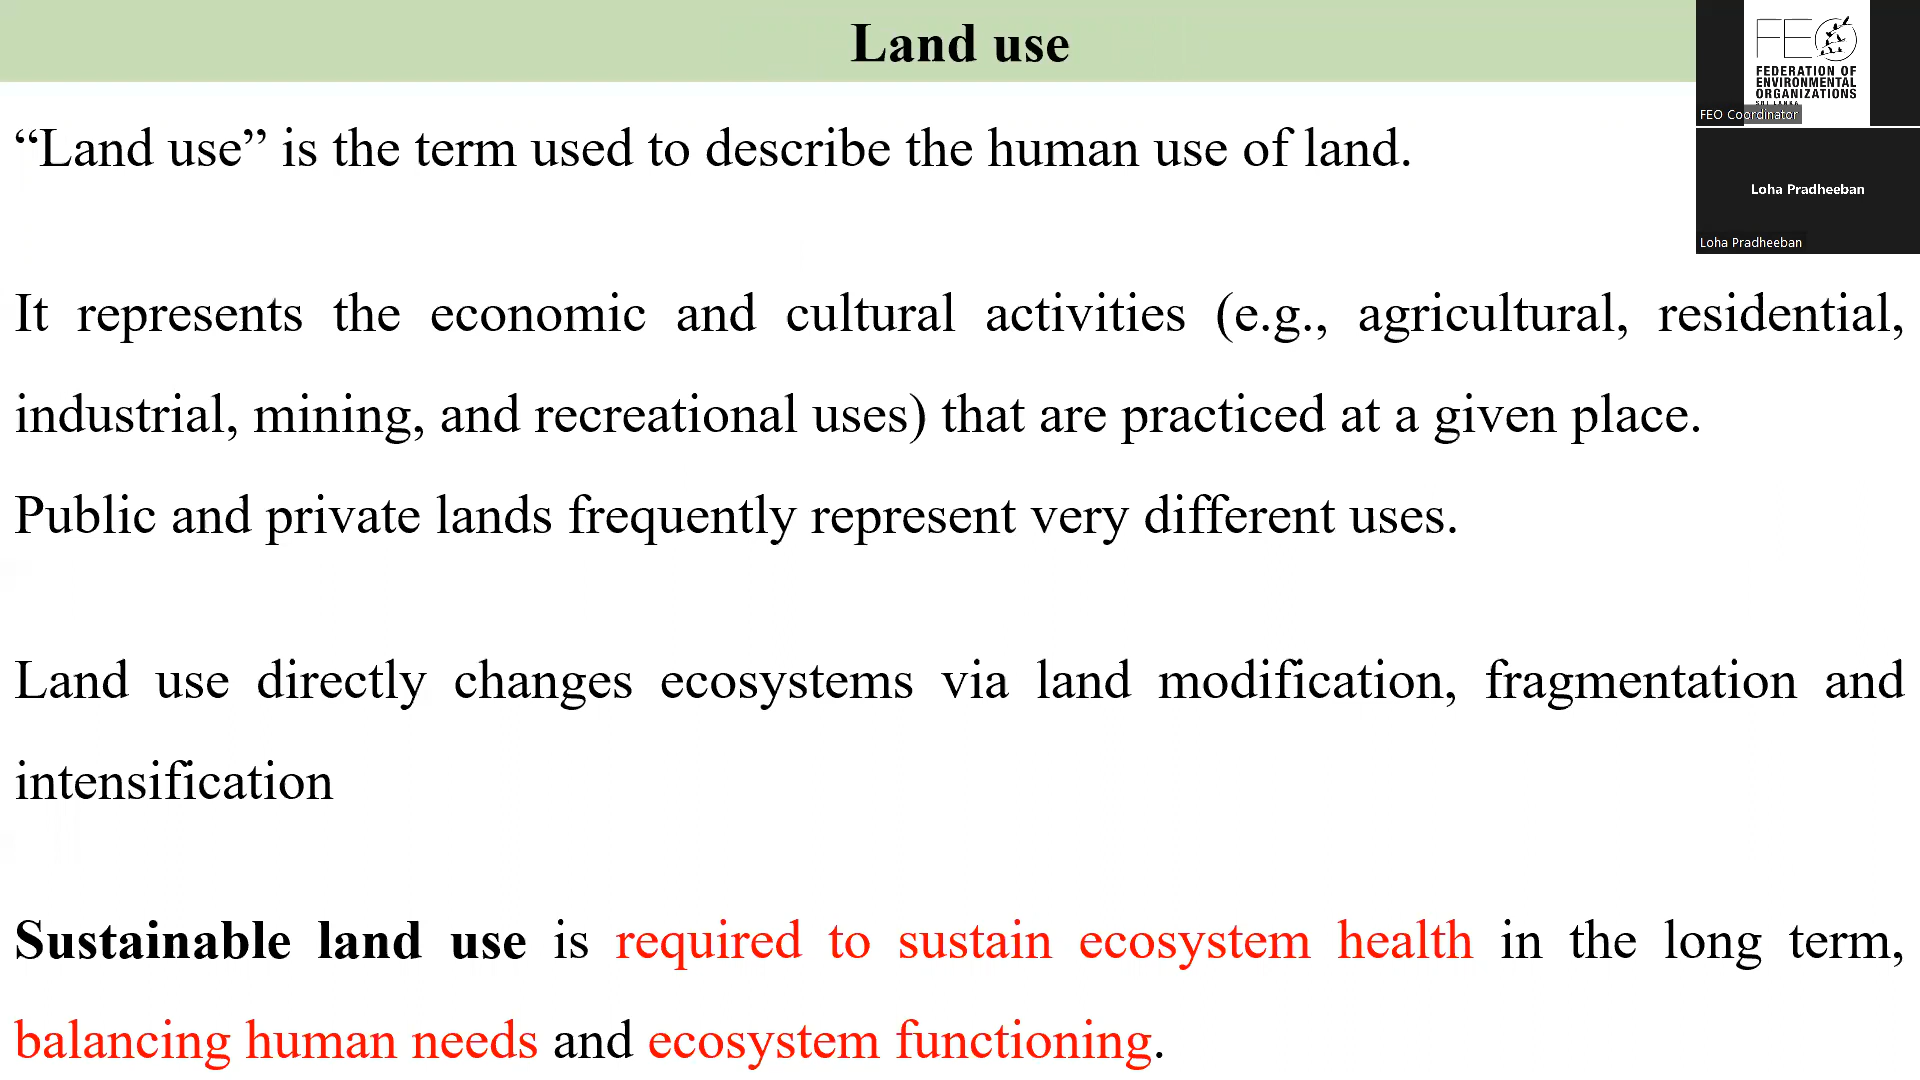 Land use
“Land use” is the term used to describe the human use of land.
It represents the economic and cultural activities (e.g., agricultural, residential,
industrial, mining, and recreational uses) that are practiced at a given place.
Public and private lands frequently represent very different uses.
Land use directly changes ecosystems via land modification, fragmentation and
intensification
Sustainable land use is required to sustain ecosystem health in the long term,
balancing human needs and ecosystem functioning.
FEO
FEDERATION OF
ENVIRONMENTAL
ORGANIZATIONS
SRI LANKA
FEO Coordinator
Loha Pradheeban
Loha Pradheeban